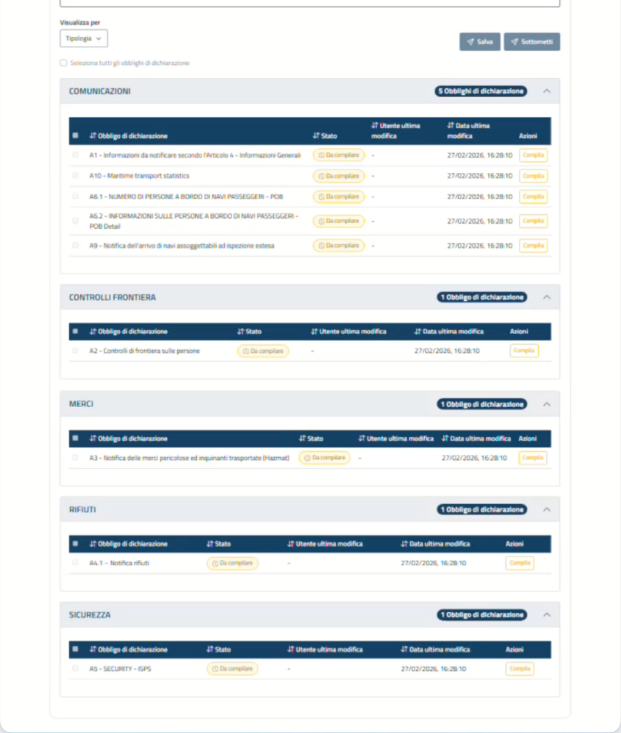 Visualizza per
Tipologia
Salva Sottometti
Seleziona tutti gli obblighi di dichiarazione
COMUNICAZIONI 5 Obblighi di dichiarazione
Obbligo di dichiarazione Stato Utente ultima modifica Data ultima modifica Azioni
A1 - Informazioni da notificare secondo l'Articolo 4 - Informazioni Generali Da compilare - 27/02/2026, 16:28:10 Compila
A10 - Maritime transport statistics Da compilare - 27/02/2026, 16:28:10 Compila
A6.1 - NUMERO DI PERSONE A BORDO DI NAVI PASSEGGERI - POB Da compilare - 27/02/2026, 16:28:10 Compila
A6.2 - INFORMAZIONI SULLE PERSONE A BORDO DI NAVI PASSEGGERI -
POB Detail Da compilare - 27/02/2026, 16:28:10 Compila
A9 - Notifica dell'arrivo di navi assoggettabili ad ispezione estesa Da compilare - 27/02/2026, 16:28:10 Compila
CONTROLLI FRONTIERA 1 Obbligo di dichiarazione
Obbligo di dichiarazione Stato Utente ultima modifica Data ultima modifica Azioni
A2 - Controlli di frontiera sulle persone Da compilare - 27/02/2026, 16:28:10 Compila
MERCI 1 Obbligo di dichiarazione
Obbligo di dichiarazione Stato Utente ultima modifica Data ultima modifica Azioni
A3 - Notifica delle merci pericolose ed inquinanti trasportate (Hazmat) Da compilare - 27/02/2026, 16:28:10 Compila
RIFIUTI 1 Obbligo di dichiarazione
Obbligo di dichiarazione Stato Utente ultima modifica Data ultima modifica Azioni
A4.1 - Notifica rifiuti Da compilare - 27/02/2026, 16:28:10 Compila
SICUREZZA 1 Obbligo di dichiarazione
Obbligo di dichiarazione Stato Utente ultima modifica Data ultima modifica Azioni
A5 - SECURITY - ISPS Da compilare - 27/02/2026, 16:28:10 Compila